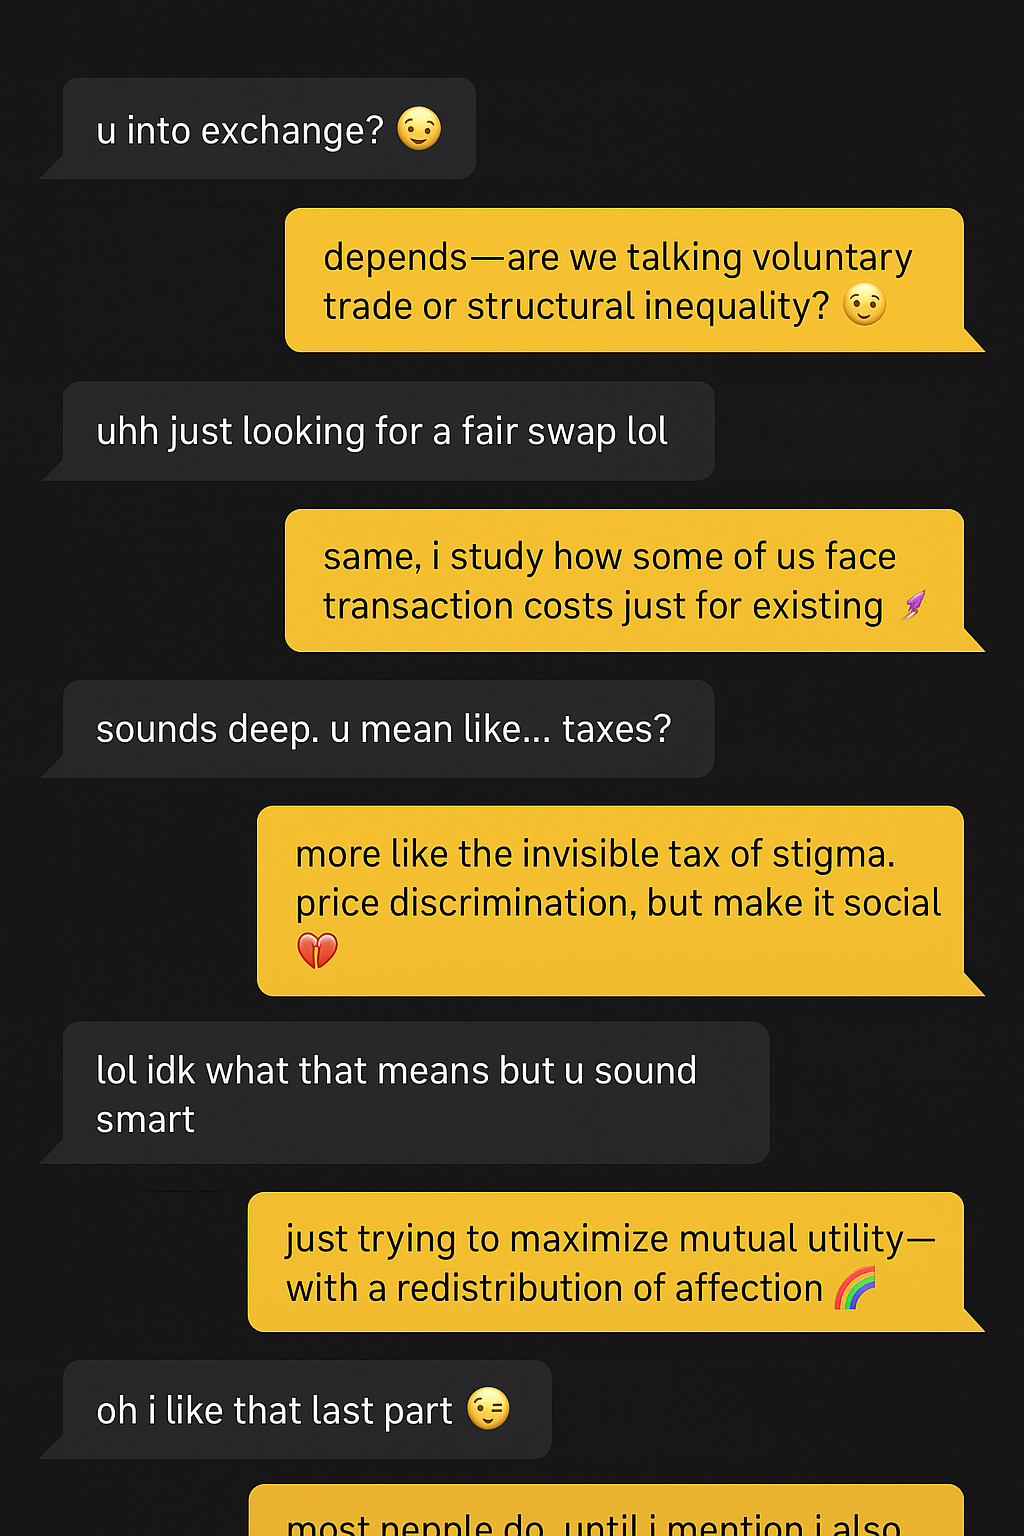 u into exchange? 😉
depends—are we talking voluntary
trade or structural inequality? 😉
uhh just looking for a fair swap lol
same, i study how some of us face
transaction costs just for existing
sounds deep. u mean like... taxes?
more like the invisible tax of stigma.
price discrimination, but make it social
💔
lol idk what that means but u sound
smart
just trying to maximize mutual utility—
with a redistribution of affection 🌈
oh i like that last part 😉
most pepple do, until i mention i also